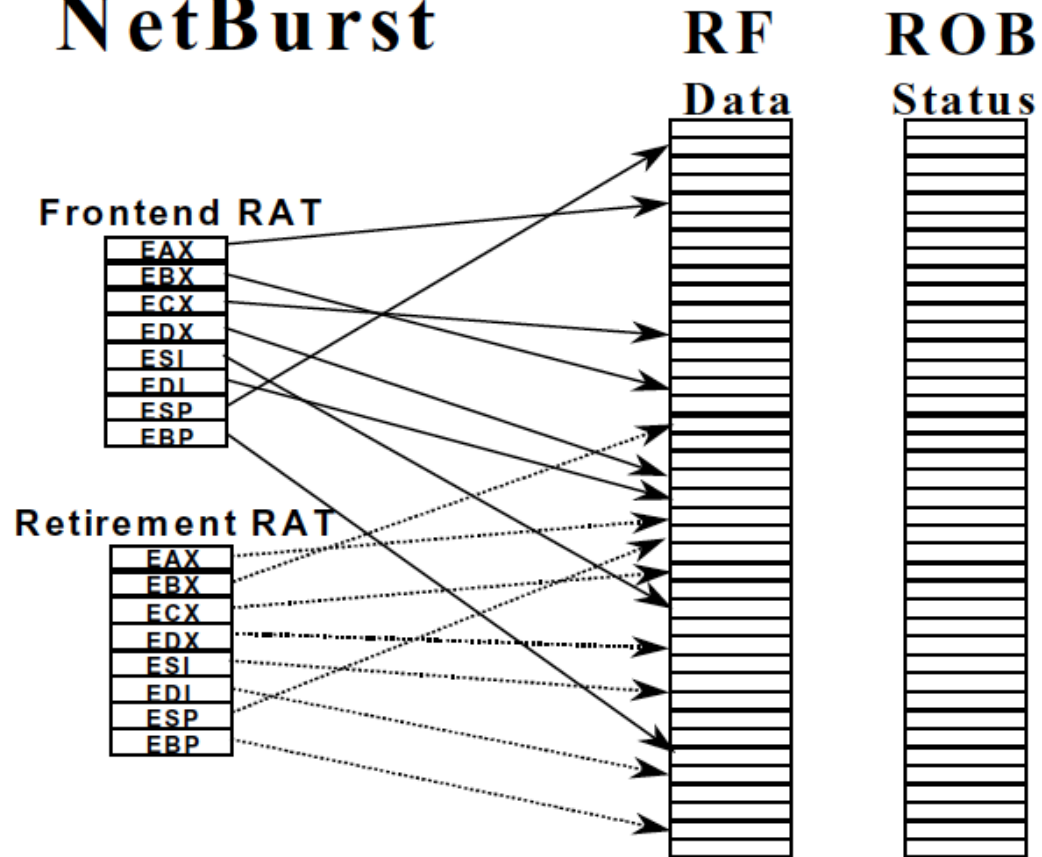 NetBurst
RF
ROB
Data
Status
Frontend RAT
EAX
EBX
ECX
EDX
ESI
EDI
ESP
EBP
Retirement RAT
EAX
EBX
ECX
EDX
ESI
EDI
ESP
EBP